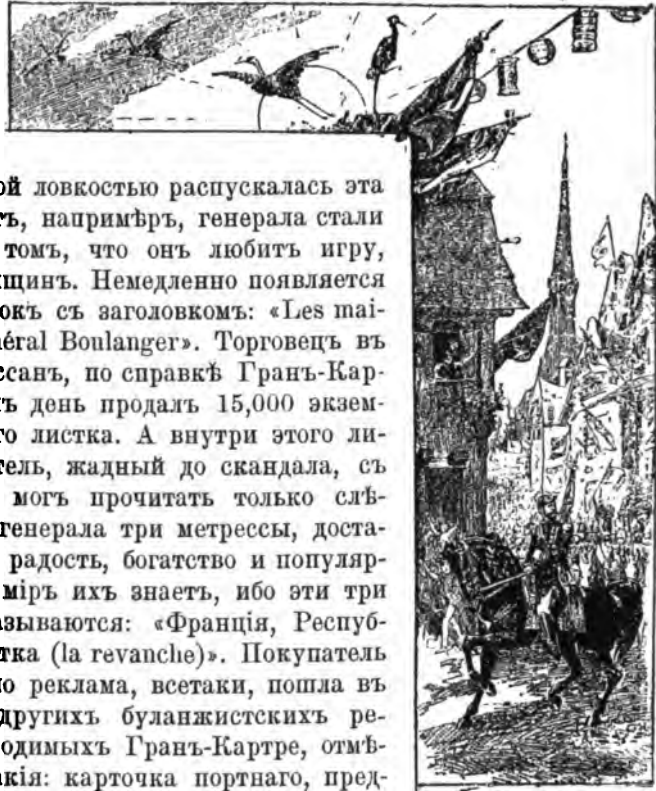 ой ловкостью распускалась эта
ъ, напримѣръ, генерала стали
томъ, что онъ любитъ игру,
щинъ. Немедленно появляется
окъ съ заголовкомъ: «Les mai-
éral Boulanger». Торговецъ въ
ссанъ, по справкѣ Гранъ-Кар-
ъ день продалъ 15,000 экзем-
го листка. А внутри этого ли-
тель, жадный до скандала, съ
могъ прочитать только слѣ-
генерала три метрессы, доста-
радость, богатство и популяр-
міръ ихъ знаетъ, ибо эти три
азываются: «Франція, Респуб-
тка (la revanche)». Покупатель
о реклама, всетаки, пошла въ
другихъ буланжистскихъ ре-
одимыхъ Гранъ-Картре, отмѣ-
акія: карточка портнаго, пред-